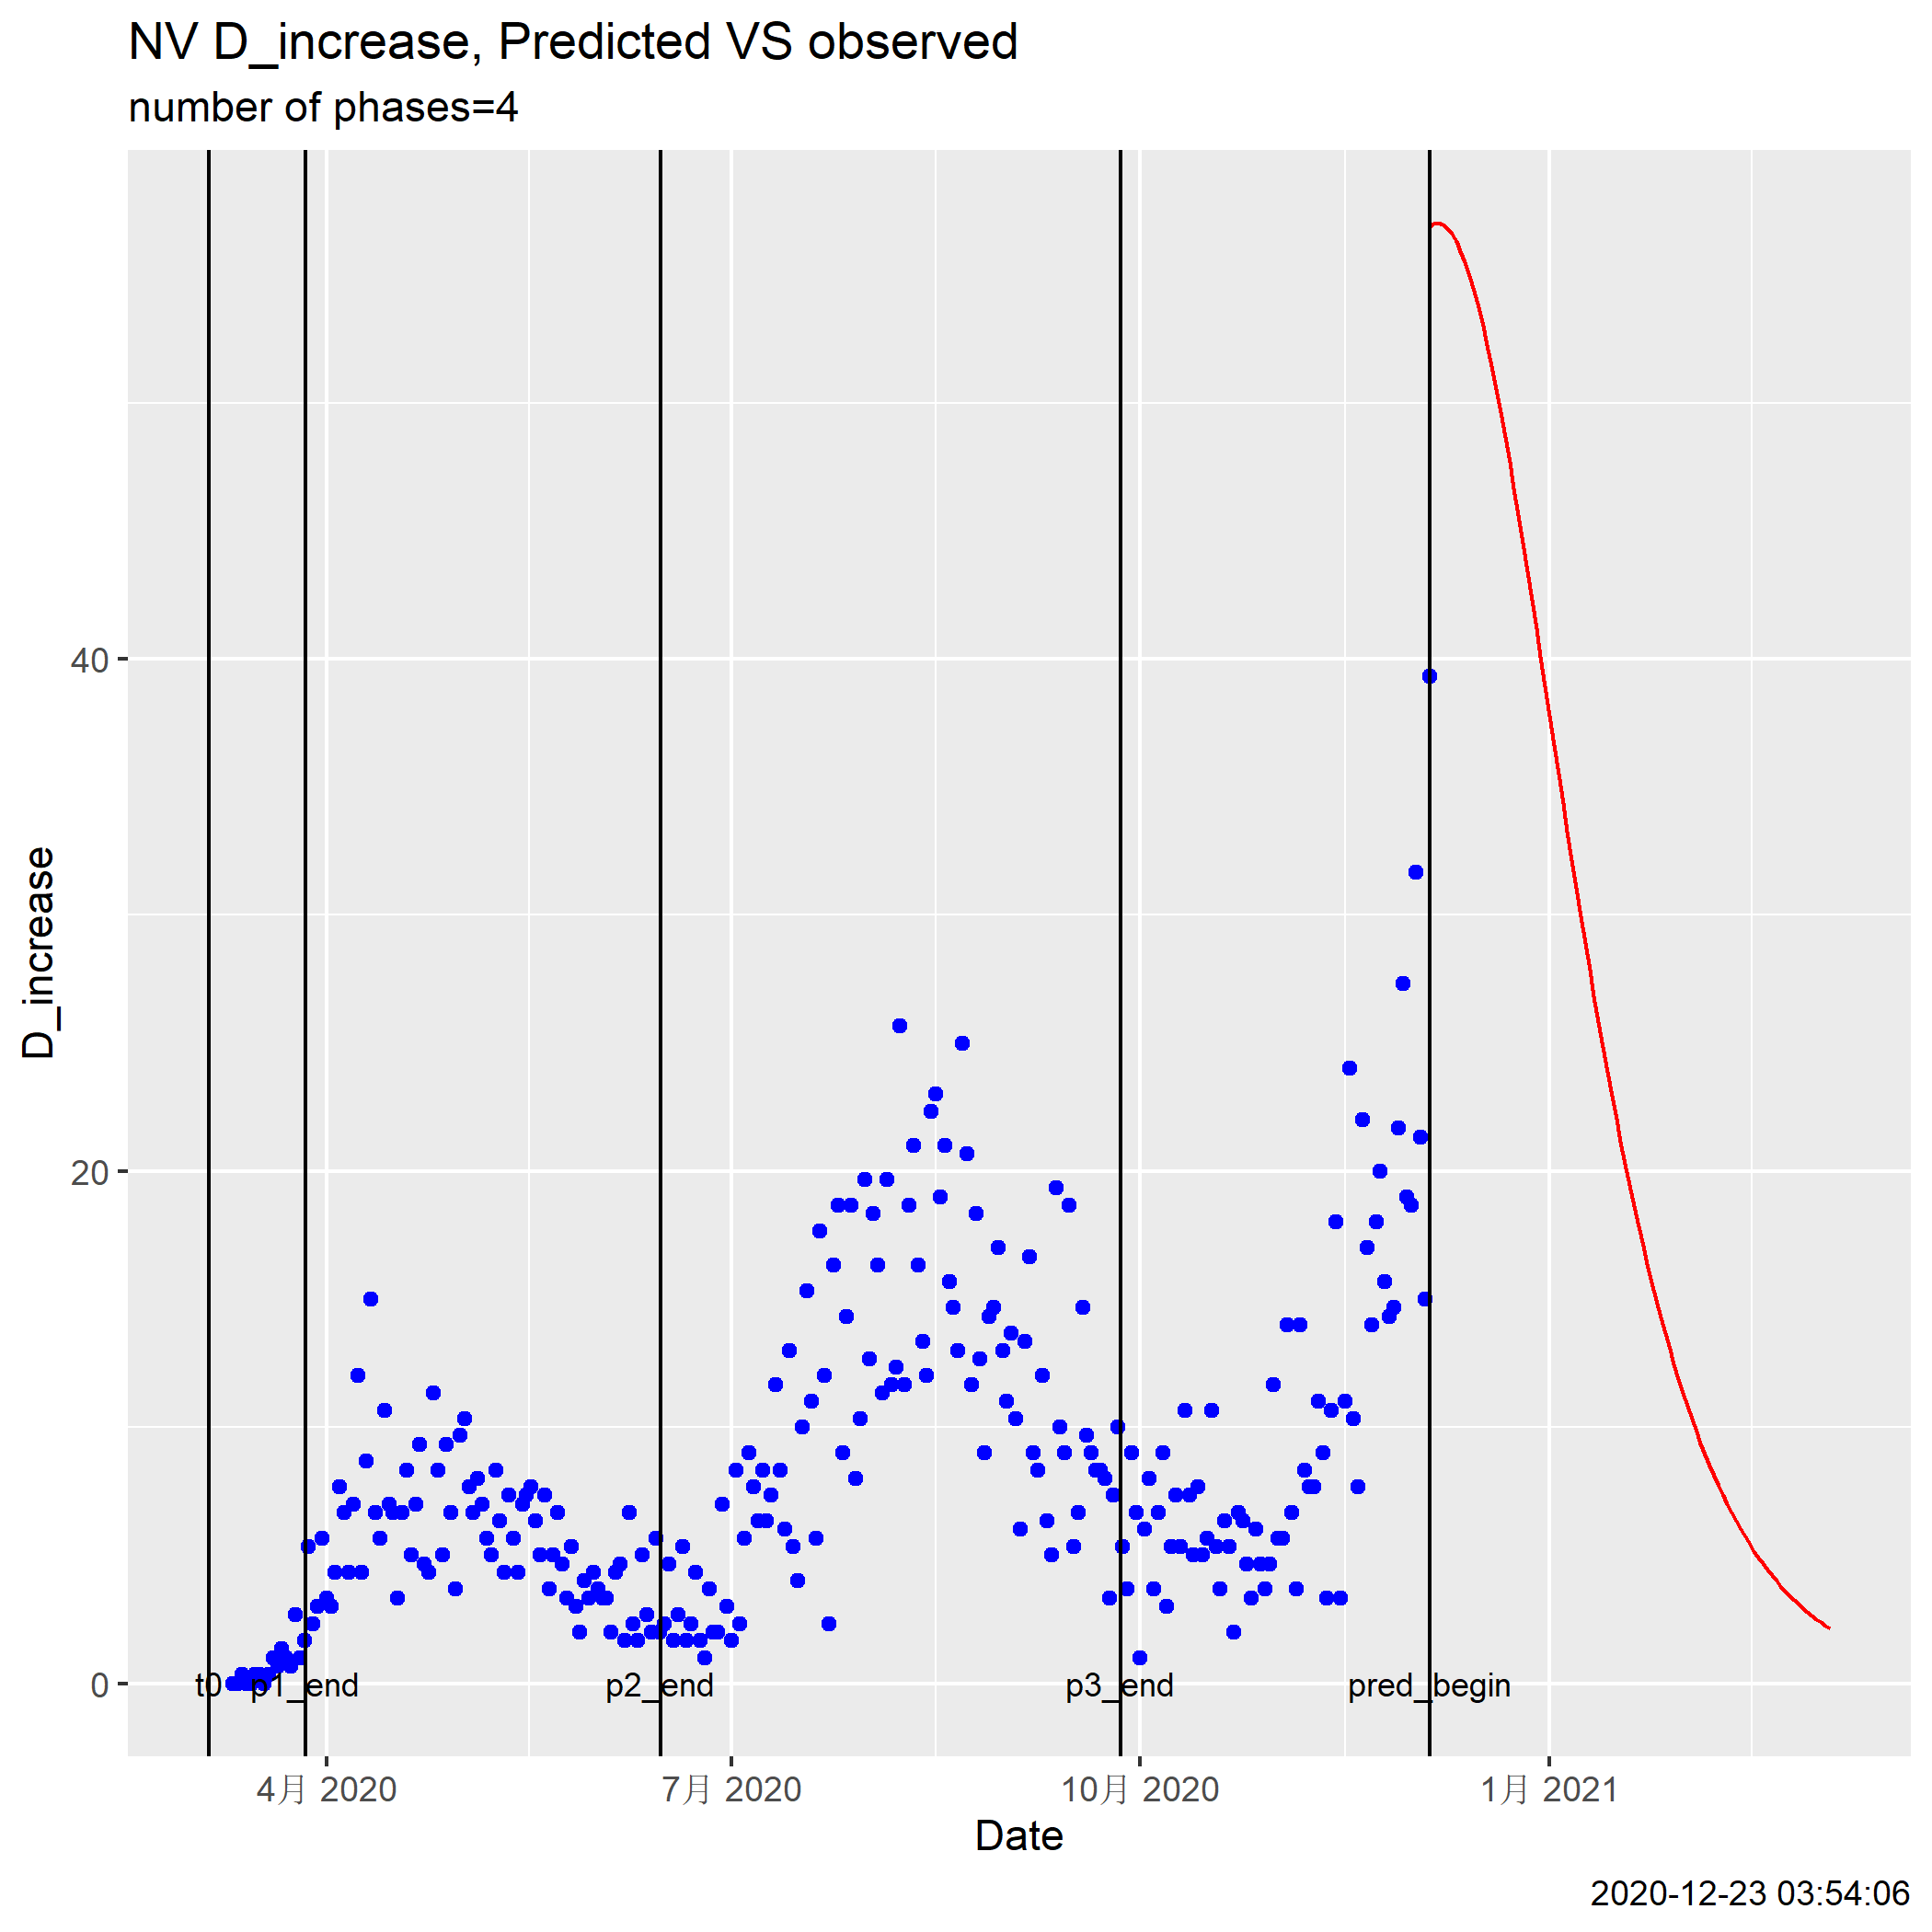 NV D_increase, Predicted VS observed
number of phases=4
D_increase
40
20
0
t0
p1_end
p2_end
p3_end
pred_begin
4月 2020
7月 2020
10月 2020
1月 2021
Date
2020-12-23 03:54:06